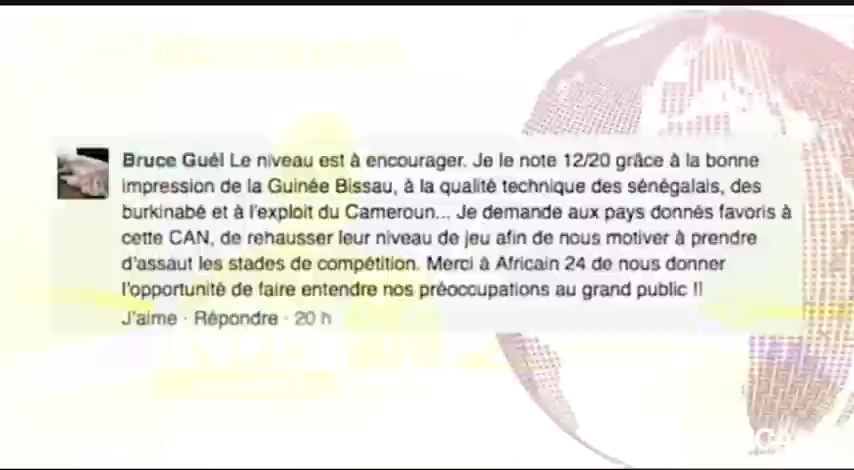 Bruce Guél Le niveau est à encourager. Je le note 12/20 grâce à la bonne
impression de la Guinée Bissau, à la qualité technique des sénégalais, des
burkinabé et à l'exploit du Cameroun... Je demande aux pays donnés favoris à
cette CAN, de rehausser leur niveau de jeu afin de nous motiver à prendre
d'assaut les stades de compétition. Merci à Africain 24 de nous donner
l'opportunité de faire entendre nos préoccupations au grand public !!
J'aime · Répondre · 20 h